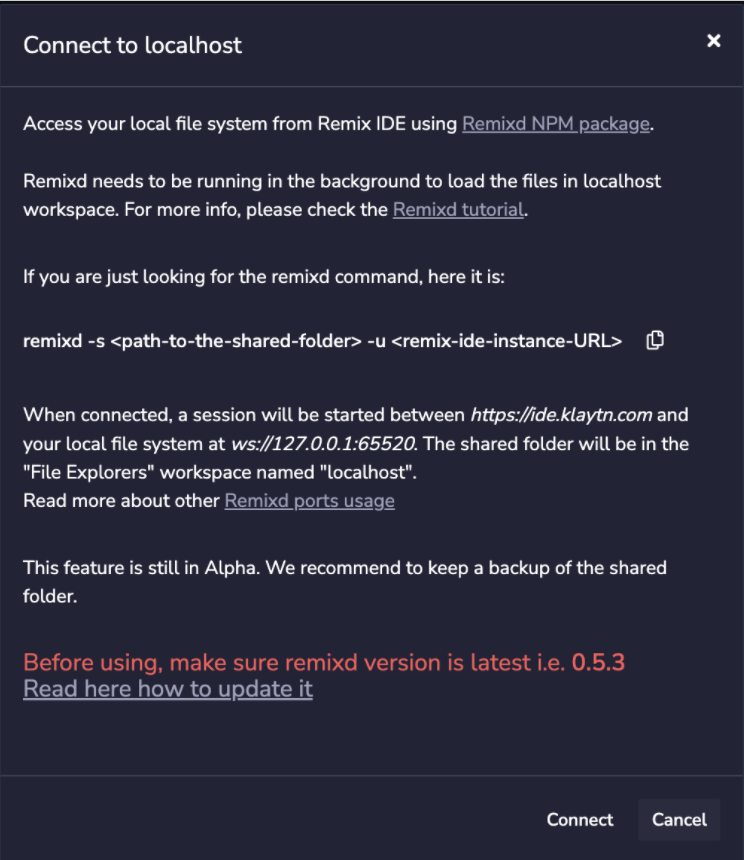 Connect to localhost
Access your local file system from Remix IDE using Remixd NPM package.
Remixd needs to be running in the background to load the files in localhost
workspace. For more info, please check the Remixd tutorial.
If you are just looking for the remixd command, here it is:
remixd -s <path-to-the-shared-folder> -u <remix-ide-instance-URL>
When connected, a session will be started between https://ide.klaytn.com and
your local file system at ws://127.0.0.1:65520. The shared folder will be in the
"File Explorers" workspace named "localhost".
Read more about other Remixd ports usage
This feature is still in Alpha. We recommend to keep a backup of the shared
folder.
Before using, make sure remixd version is latest i.e. 0.5.3
Read here how to update it
Connect Cancel